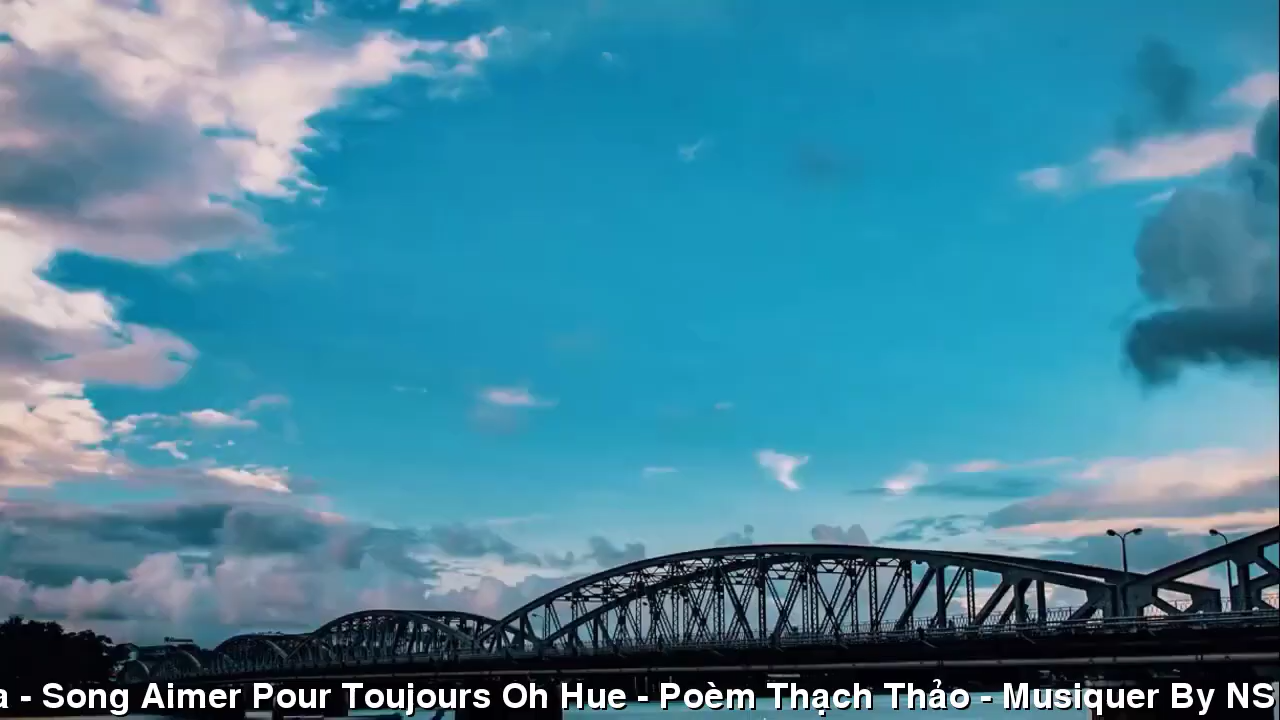 a - Song Aimer Pour Toujours Oh Hue - Poèm Thạch Thảo - Musiquer By NS